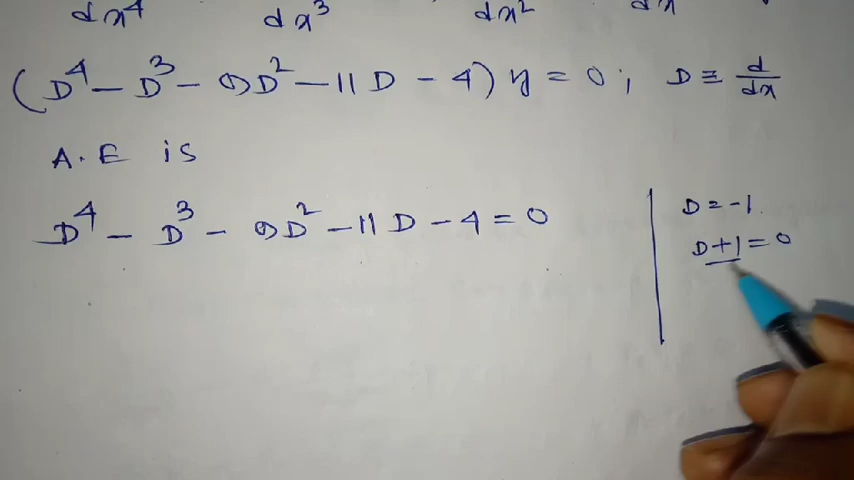 dx⁴ dx³ dx² dx
(D⁴ - D³ - 9D² - 11D - 4) y = 0 ; D ≡ d/dx
A.E is
D⁴ - D³ - 9D² - 11D - 4 = 0
D = -1.
D+1 = 0